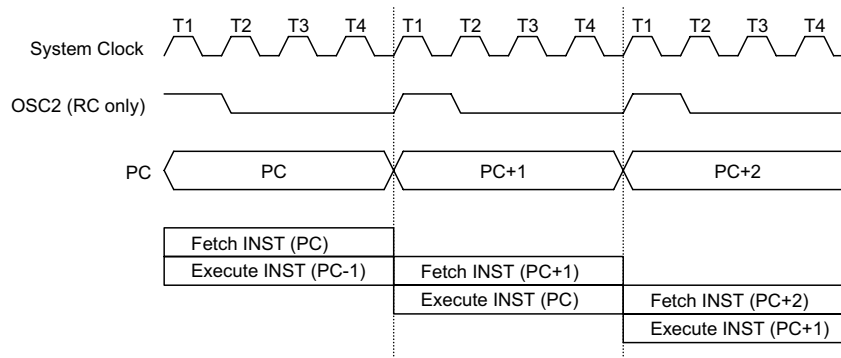 T1 T2 T3 T4 T1 T2 T3 T4 T1 T2 T3 T4
System Clock
OSC2 (RC only)
PC PC PC+1 PC+2
Fetch INST (PC)
Execute INST (PC-1) Fetch INST (PC+1)
Execute INST (PC) Fetch INST (PC+2)
Execute INST (PC+1)